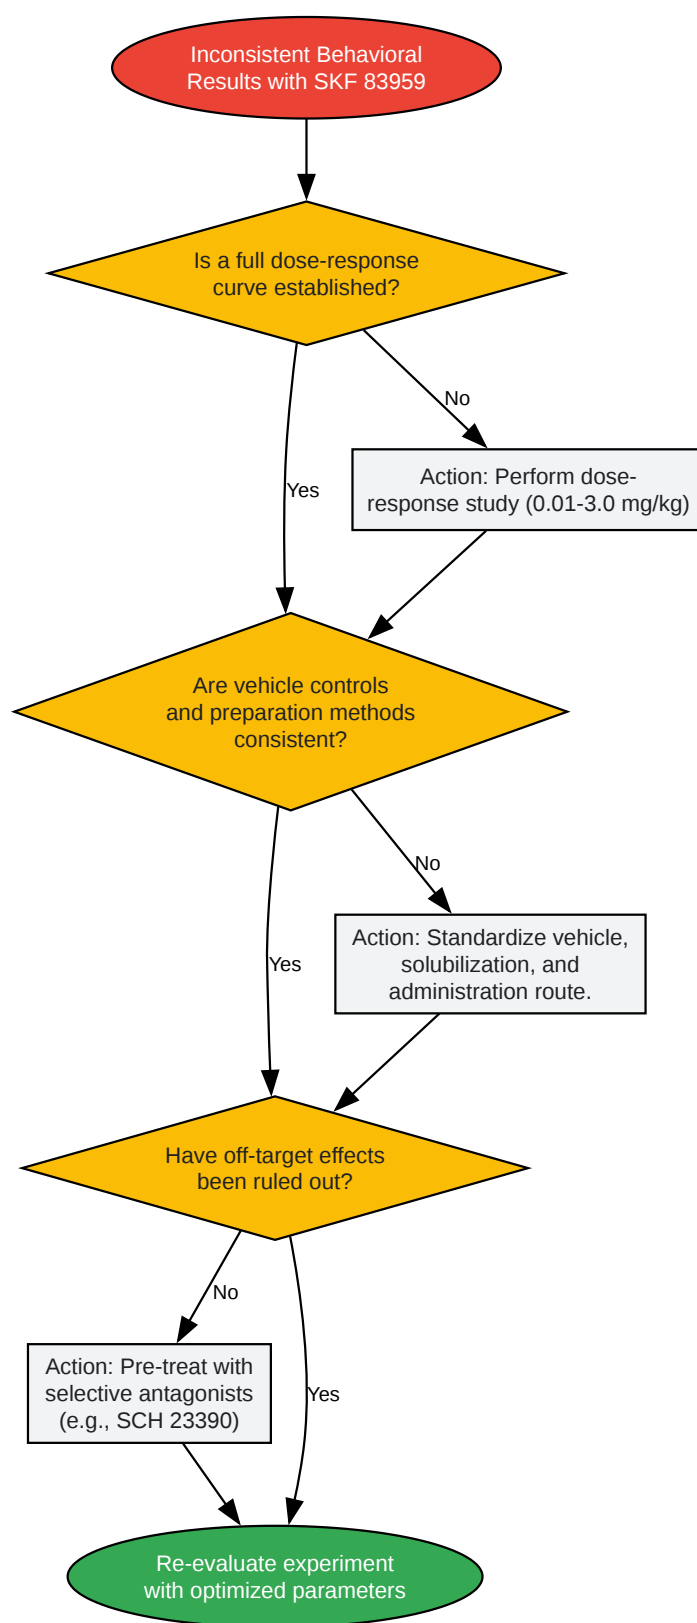 Inconsistent Behavioral
Results with SKF 83959
Is a full dose-response
curve established?
No
Action: Perform dose-
response study (0.01-3.0 mg/kg)
Yes
Are vehicle controls
and preparation methods
consistent?
No
Action: Standardize vehicle,
solubilization, and
administration route.
Yes
Have off-target effects
been ruled out?
No
Action: Pre-treat with
selective antagonists
(e.g., SCH 23390)
Yes
Re-evaluate experiment
with optimized parameters